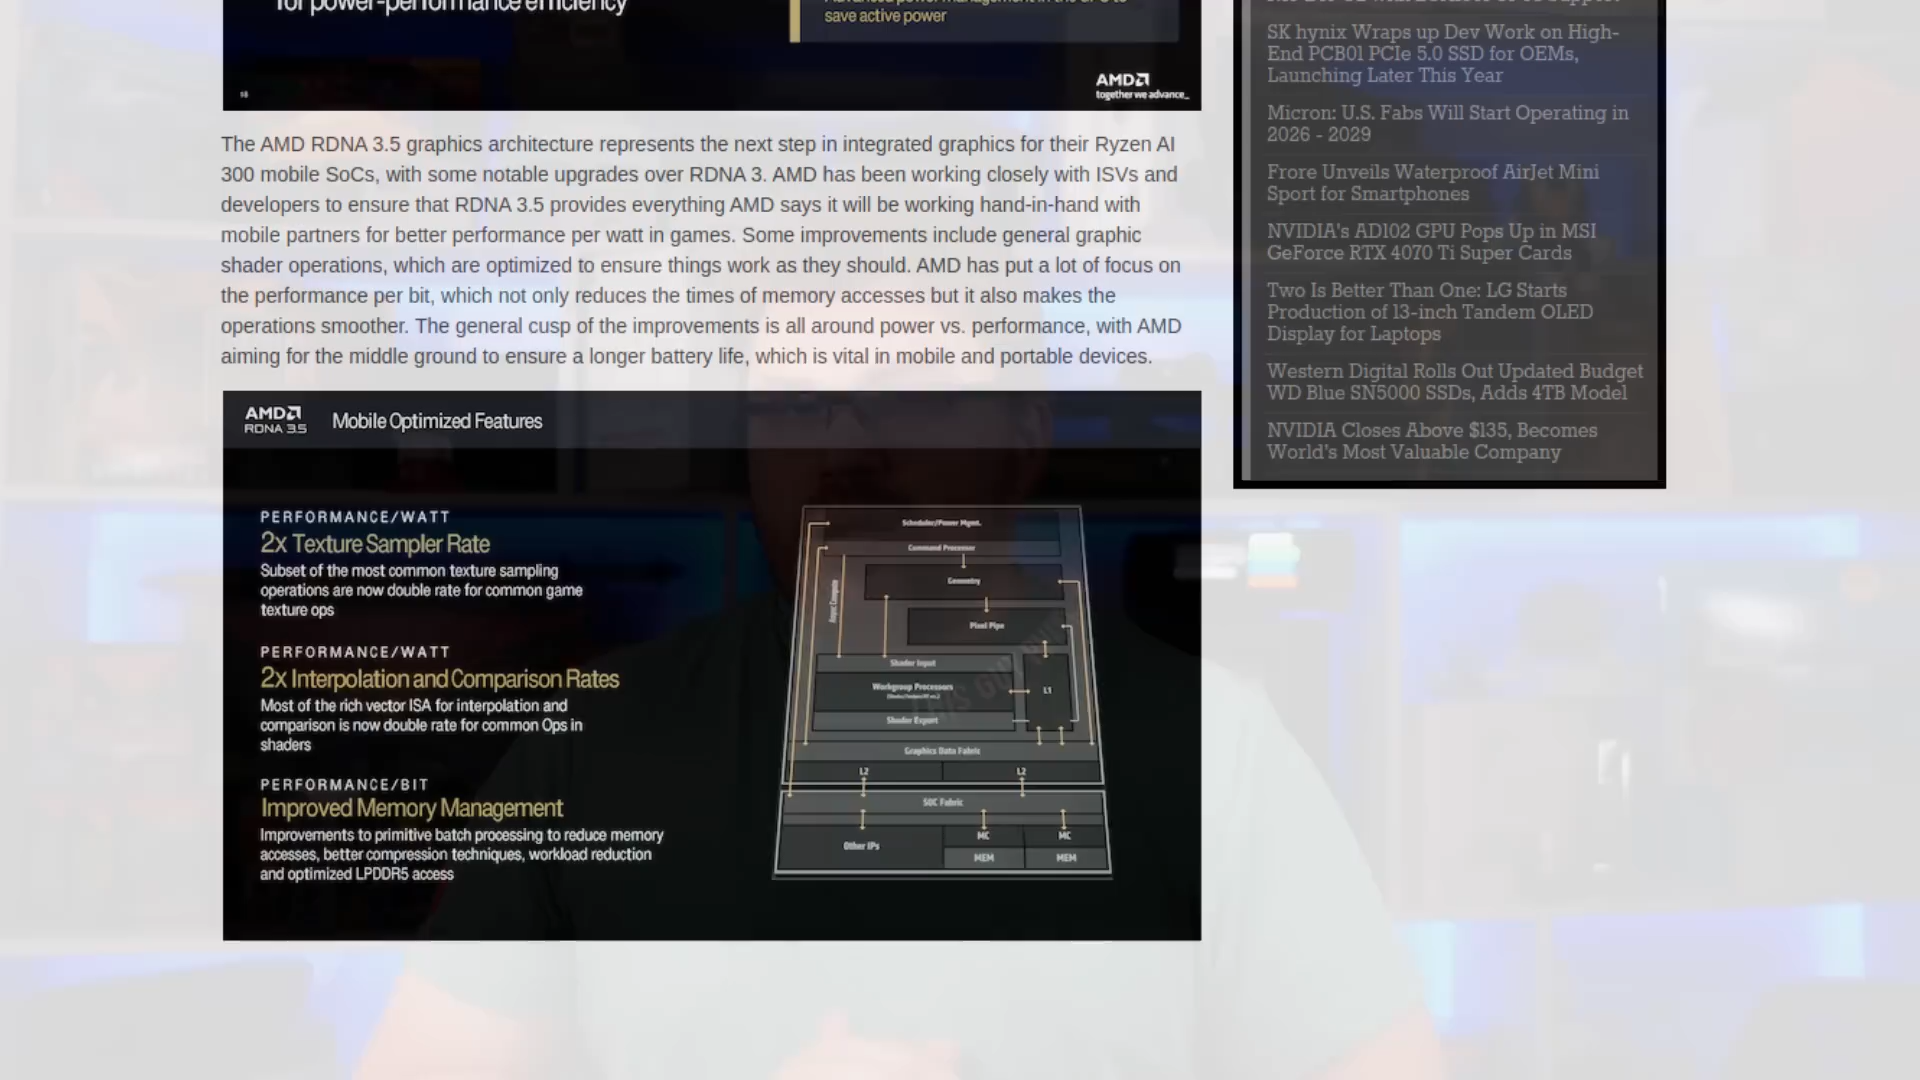 for power-performance efficiency
save active power
18
AMD
together we advance_
The AMD RDNA 3.5 graphics architecture represents the next step in integrated graphics for their Ryzen AI
300 mobile SoCs, with some notable upgrades over RDNA 3. AMD has been working closely with ISVs and
developers to ensure that RDNA 3.5 provides everything AMD says it will be working hand-in-hand with
mobile partners for better performance per watt in games. Some improvements include general graphic
shader operations, which are optimized to ensure things work as they should. AMD has put a lot of focus on
the performance per bit, which not only reduces the times of memory accesses but it also makes the
operations smoother. The general cusp of the improvements is all around power vs. performance, with AMD
aiming for the middle ground to ensure a longer battery life, which is vital in mobile and portable devices.
AMD
RDNA 3.5
Mobile Optimized Features
PERFORMANCE/WATT
2x Texture Sampler Rate
Subset of the most common texture sampling
operations are now double rate for common game
texture ops
PERFORMANCE/WATT
2x Interpolation and Comparison Rates
Most of the rich vector ISA for interpolation and
comparison is now double rate for common Ops in
shaders
PERFORMANCE/BIT
Improved Memory Management
Improvements to primitive batch processing to reduce memory
accesses, better compression techniques, workload reduction
and optimized LPDDR5 access
Scheduler/Power Mgmt.
Command Processor
Geometry
Async Compute
Pixel Pipe
Shader Input
Workgroup Processors
L1
Shader Export
Graphics Data Fabric
L2
L2
SOC Fabric
Other IPs
MC
MC
MEM
MEM
SK hynix Wraps up Dev Work on High-
End PCB01 PCIe 5.0 SSD for OEMs,
Launching Later This Year
Micron: U.S. Fabs Will Start Operating in
2026 - 2029
Frore Unveils Waterproof AirJet Mini
Sport for Smartphones
NVIDIA's AD102 GPU Pops Up in MSI
GeForce RTX 4070 Ti Super Cards
Two Is Better Than One: LG Starts
Production of 13-inch Tandem OLED
Display for Laptops
Western Digital Rolls Out Updated Budget
WD Blue SN5000 SSDs, Adds 4TB Model
NVIDIA Closes Above $135, Becomes
World's Most Valuable Company